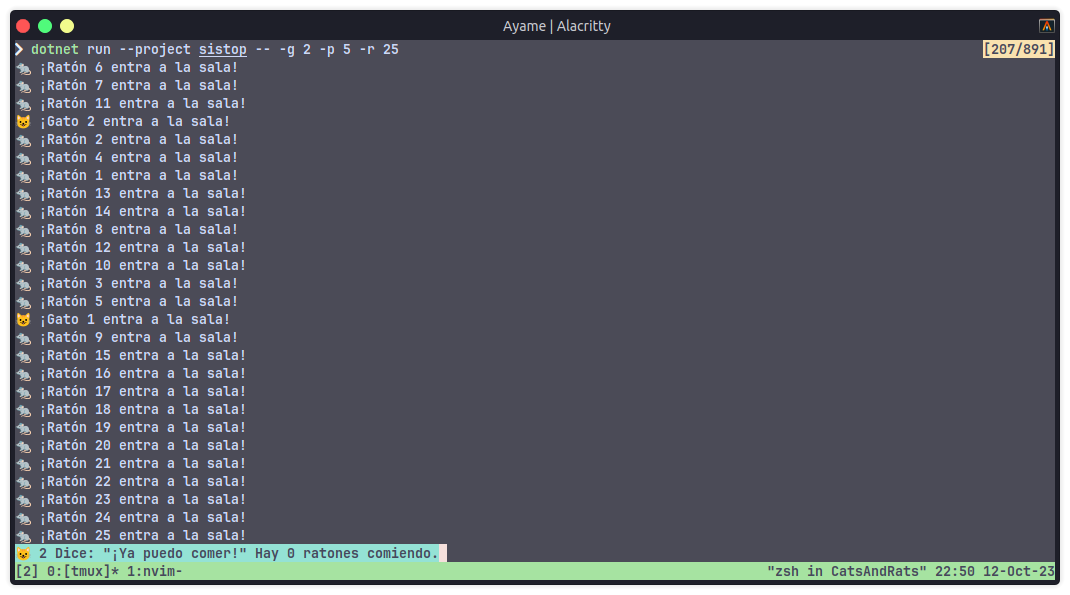 Ayame | Alacritty
❯ dotnet run --project sistop -- -g 2 -p 5 -r 25 [207/891]
🐀 ¡Ratón 6 entra a la sala!
🐀 ¡Ratón 7 entra a la sala!
🐀 ¡Ratón 11 entra a la sala!
😺 ¡Gato 2 entra a la sala!
🐀 ¡Ratón 2 entra a la sala!
🐀 ¡Ratón 4 entra a la sala!
🐀 ¡Ratón 1 entra a la sala!
🐀 ¡Ratón 13 entra a la sala!
🐀 ¡Ratón 14 entra a la sala!
🐀 ¡Ratón 8 entra a la sala!
🐀 ¡Ratón 12 entra a la sala!
🐀 ¡Ratón 10 entra a la sala!
🐀 ¡Ratón 3 entra a la sala!
🐀 ¡Ratón 5 entra a la sala!
😺 ¡Gato 1 entra a la sala!
🐀 ¡Ratón 9 entra a la sala!
🐀 ¡Ratón 15 entra a la sala!
🐀 ¡Ratón 16 entra a la sala!
🐀 ¡Ratón 17 entra a la sala!
🐀 ¡Ratón 18 entra a la sala!
🐀 ¡Ratón 19 entra a la sala!
🐀 ¡Ratón 20 entra a la sala!
🐀 ¡Ratón 21 entra a la sala!
🐀 ¡Ratón 22 entra a la sala!
🐀 ¡Ratón 23 entra a la sala!
🐀 ¡Ratón 24 entra a la sala!
🐀 ¡Ratón 25 entra a la sala!
😺 2 Dice: "¡Ya puedo comer!" Hay 0 ratones comiendo.
[2] 0:[tmux]* 1:nvim- "zsh in CatsAndRats" 22:50 12-Oct-23